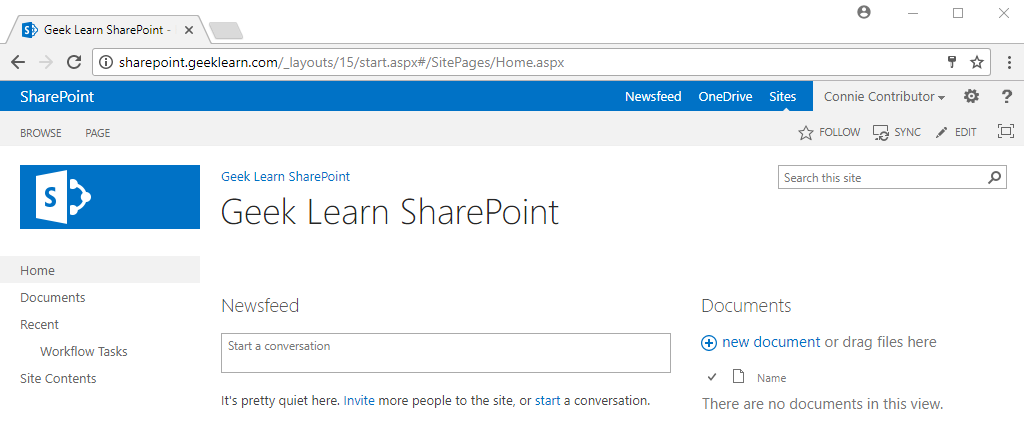 Geek Learn SharePoint -
sharepoint.geeklearn.com/_layouts/15/start.aspx#/SitePages/Home.aspx
SharePoint Newsfeed OneDrive Sites Connie Contributor ?
BROWSE PAGE FOLLOW SYNC EDIT
S
Geek Learn SharePoint
Search this site
Geek Learn SharePoint
Home
Documents
Recent
Workflow Tasks
Site Contents
Newsfeed
Start a conversation
It's pretty quiet here. Invite more people to the site, or start a conversation.
Documents
new document or drag files here
Name
There are no documents in this view.